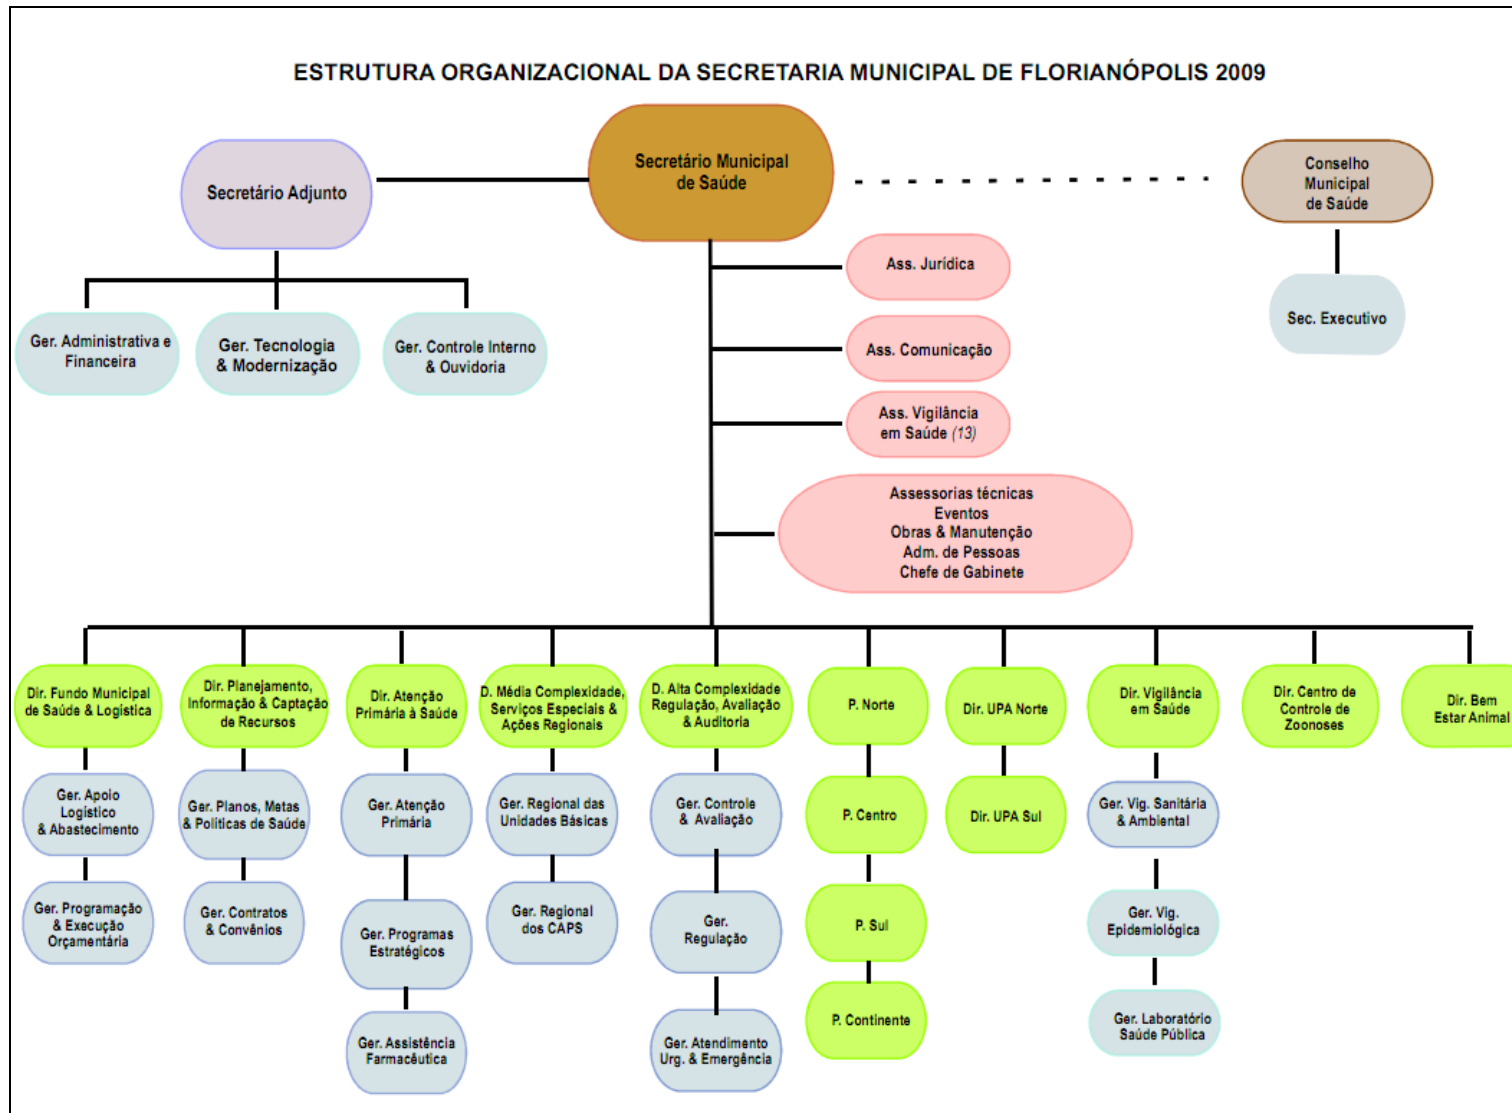 ESTRUTURA ORGANIZACIONAL DA SECRETARIA MUNICIPAL DE FLORIANÓPOLIS 2009
Secretário Adjunto
Secretário Municipal
de Saúde
Conselho
Municipal
de Saúde
Ass. Jurídica
Sec. Executivo
Ger. Administrativa e
Financeira
Ger. Tecnologia
& Modernização
Ger. Controle Interno
& Ouvidoria
Ass. Comunicação
Ass. Vigilância
em Saúde (13)
Assessorias técnicas
Eventos
Obras & Manutenção
Adm. de Pessoas
Chefe de Gabinete
Dir. Fundo Municipal
de Saúde & Logística
Dir. Planejamento,
Informação & Captação
de Recursos
Dir. Atenção
Primária à Saúde
D. Média Complexidade,
Serviços Especiais &
Ações Regionais
D. Alta Complexidade
Regulação, Avaliação
& Auditoria
P. Norte
Dir. UPA Norte
Dir. Vigilância
em Saúde
Dir. Centro de
Controle de
Zoonoses
Dir. Bem
Estar Animal
Ger. Apoio
Logístico
& Abastecimento
Ger. Planos, Metas
& Políticas de Saúde
Ger. Atenção
Primária
Ger. Regional das
Unidades Básicas
Ger. Controle
& Avaliação
P. Centro
Dir. UPA Sul
Ger. Vig. Sanitária
& Ambiental
Ger. Programação
& Execução
Orçamentária
Ger. Contratos
& Convênios
Ger. Programas
Estratégicos
Ger. Regional
dos CAPS
Ger.
Regulação
P. Sul
Ger. Vig.
Epidemiológica
Ger. Assistência
Farmacêutica
Ger. Atendimento
Urg. & Emergência
P. Continente
Ger. Laboratório
Saúde Pública